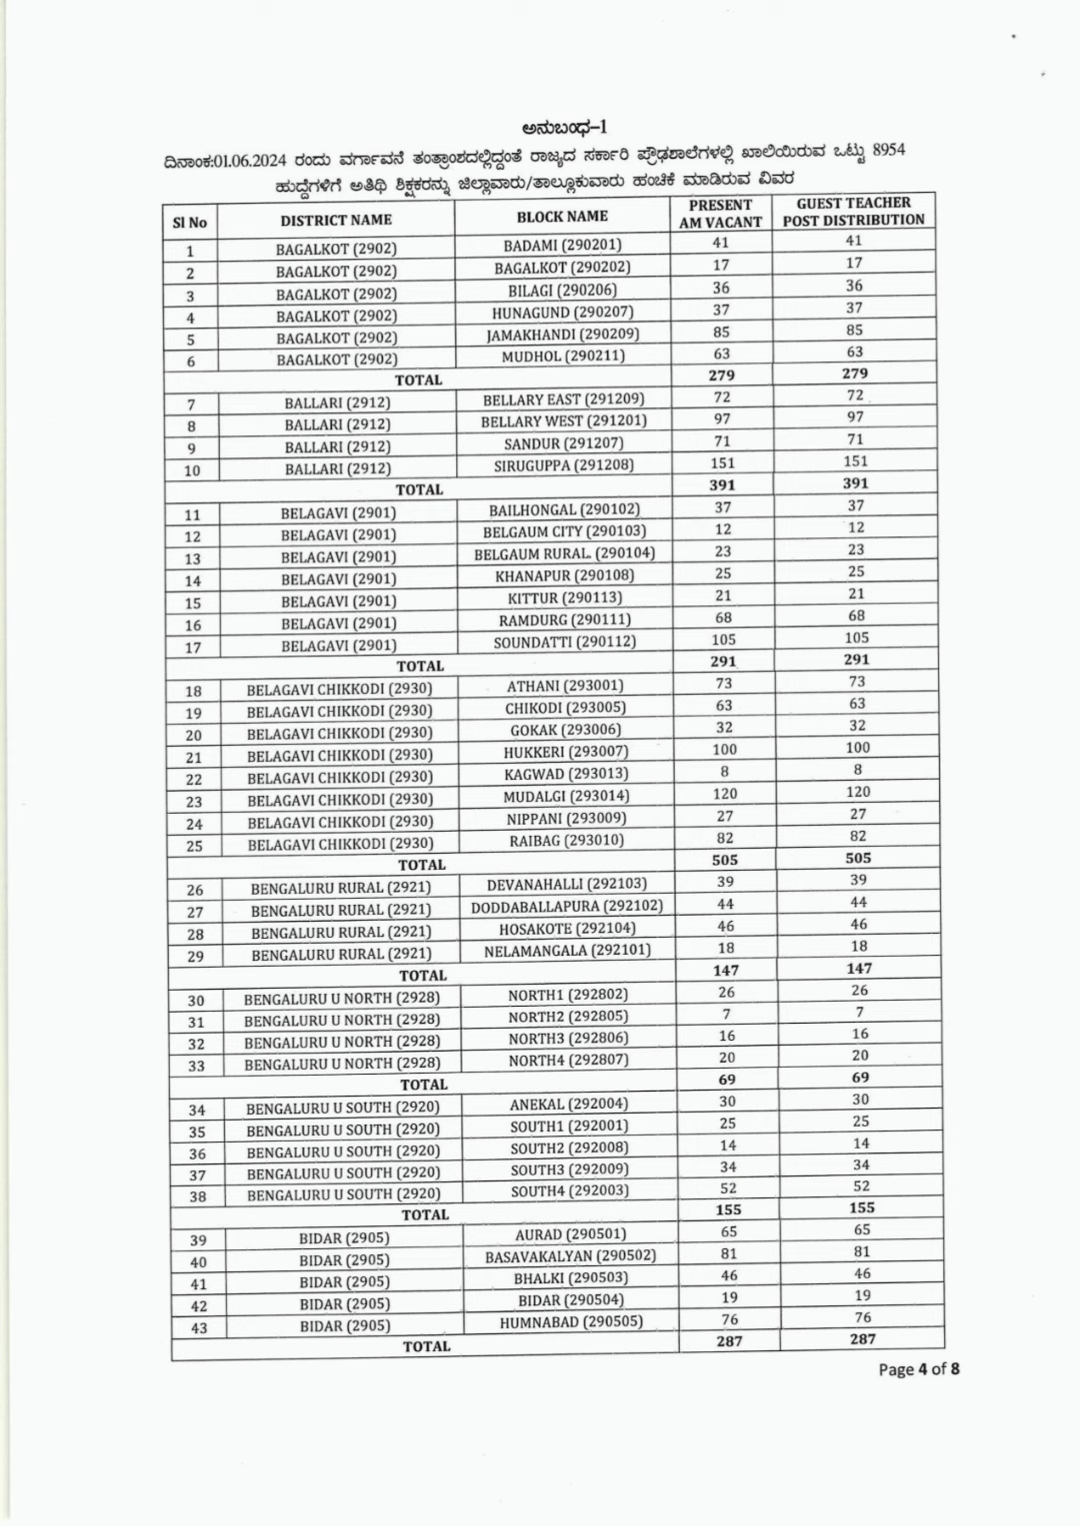 ಅನುಬಂಧ–1
ದಿನಾಂಕ:01.06.2024 ರಂದು ವರ್ಗಾವಣೆ ತಂತ್ರಾಂಶದಲ್ಲಿದ್ದಂತೆ ರಾಜ್ಯದ ಸರ್ಕಾರಿ ಪ್ರೌಢಶಾಲೆಗಳಲ್ಲಿ ಖಾಲಿಯಿರುವ ಒಟ್ಟು 8954
ಹುದ್ದೆಗಳಿಗೆ ಅತಿಥಿ ಶಿಕ್ಷಕರನ್ನು ಜಿಲ್ಲಾವಾರು/ತಾಲ್ಲೂಕುವಾರು ಹಂಚಿಕೆ ಮಾಡಿರುವ ವಿವರ
Sl No DISTRICT NAME BLOCK NAME PRESENT AM VACANT GUEST TEACHER POST DISTRIBUTION
1 BAGALKOT (2902) BADAMI (290201) 41 41
2 BAGALKOT (2902) BAGALKOT (290202) 17 17
3 BAGALKOT (2902) BILAGI (290206) 36 36
4 BAGALKOT (2902) HUNAGUND (290207) 37 37
5 BAGALKOT (2902) JAMAKHANDI (290209) 85 85
6 BAGALKOT (2902) MUDHOL (290211) 63 63
TOTAL 279 279
7 BALLARI (2912) BELLARY EAST (291209) 72 72
8 BALLARI (2912) BELLARY WEST (291201) 97 97
9 BALLARI (2912) SANDUR (291207) 71 71
10 BALLARI (2912) SIRUGUPPA (291208) 151 151
TOTAL 391 391
11 BELAGAVI (2901) BAILHONGAL (290102) 37 37
12 BELAGAVI (2901) BELGAUM CITY (290103) 12 12
13 BELAGAVI (2901) BELGAUM RURAL (290104) 23 23
14 BELAGAVI (2901) KHANAPUR (290108) 25 25
15 BELAGAVI (2901) KITTUR (290113) 21 21
16 BELAGAVI (2901) RAMDURG (290111) 68 68
17 BELAGAVI (2901) SOUNDATTI (290112) 105 105
TOTAL 291 291
18 BELAGAVI CHIKKODI (2930) ATHANI (293001) 73 73
19 BELAGAVI CHIKKODI (2930) CHIKODI (293005) 63 63
20 BELAGAVI CHIKKODI (2930) GOKAK (293006) 32 32
21 BELAGAVI CHIKKODI (2930) HUKKERI (293007) 100 100
22 BELAGAVI CHIKKODI (2930) KAGWAD (293013) 8 8
23 BELAGAVI CHIKKODI (2930) MUDALGI (293014) 120 120
24 BELAGAVI CHIKKODI (2930) NIPPANI (293009) 27 27
25 BELAGAVI CHIKKODI (2930) RAIBAG (293010) 82 82
TOTAL 505 505
26 BENGALURU RURAL (2921) DEVANAHALLI (292103) 39 39
27 BENGALURU RURAL (2921) DODDABALLAPURA (292102) 44 44
28 BENGALURU RURAL (2921) HOSAKOTE (292104) 46 46
29 BENGALURU RURAL (2921) NELAMANGALA (292101) 18 18
TOTAL 147 147
30 BENGALURU U NORTH (2928) NORTH1 (292802) 26 26
31 BENGALURU U NORTH (2928) NORTH2 (292805) 7 7
32 BENGALURU U NORTH (2928) NORTH3 (292806) 16 16
33 BENGALURU U NORTH (2928) NORTH4 (292807) 20 20
TOTAL 69 69
34 BENGALURU U SOUTH (2920) ANEKAL (292004) 30 30
35 BENGALURU U SOUTH (2920) SOUTH1 (292001) 25 25
36 BENGALURU U SOUTH (2920) SOUTH2 (292008) 14 14
37 BENGALURU U SOUTH (2920) SOUTH3 (292009) 34 34
38 BENGALURU U SOUTH (2920) SOUTH4 (292003) 52 52
TOTAL 155 155
39 BIDAR (2905) AURAD (290501) 65 65
40 BIDAR (2905) BASAVAKALYAN (290502) 81 81
41 BIDAR (2905) BHALKI (290503) 46 46
42 BIDAR (2905) BIDAR (290504) 19 19
43 BIDAR (2905) HUMNABAD (290505) 76 76
TOTAL 287 287
Page 4 of 8